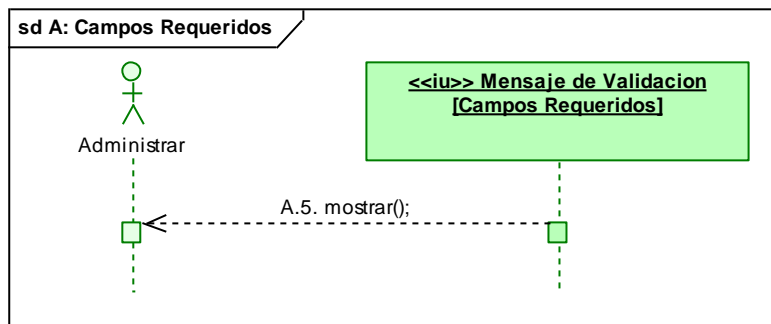 sd A: Campos Requeridos
<<iu>> Mensaje de Validacion
[Campos Requeridos]
Administrar
A.5. mostrar();